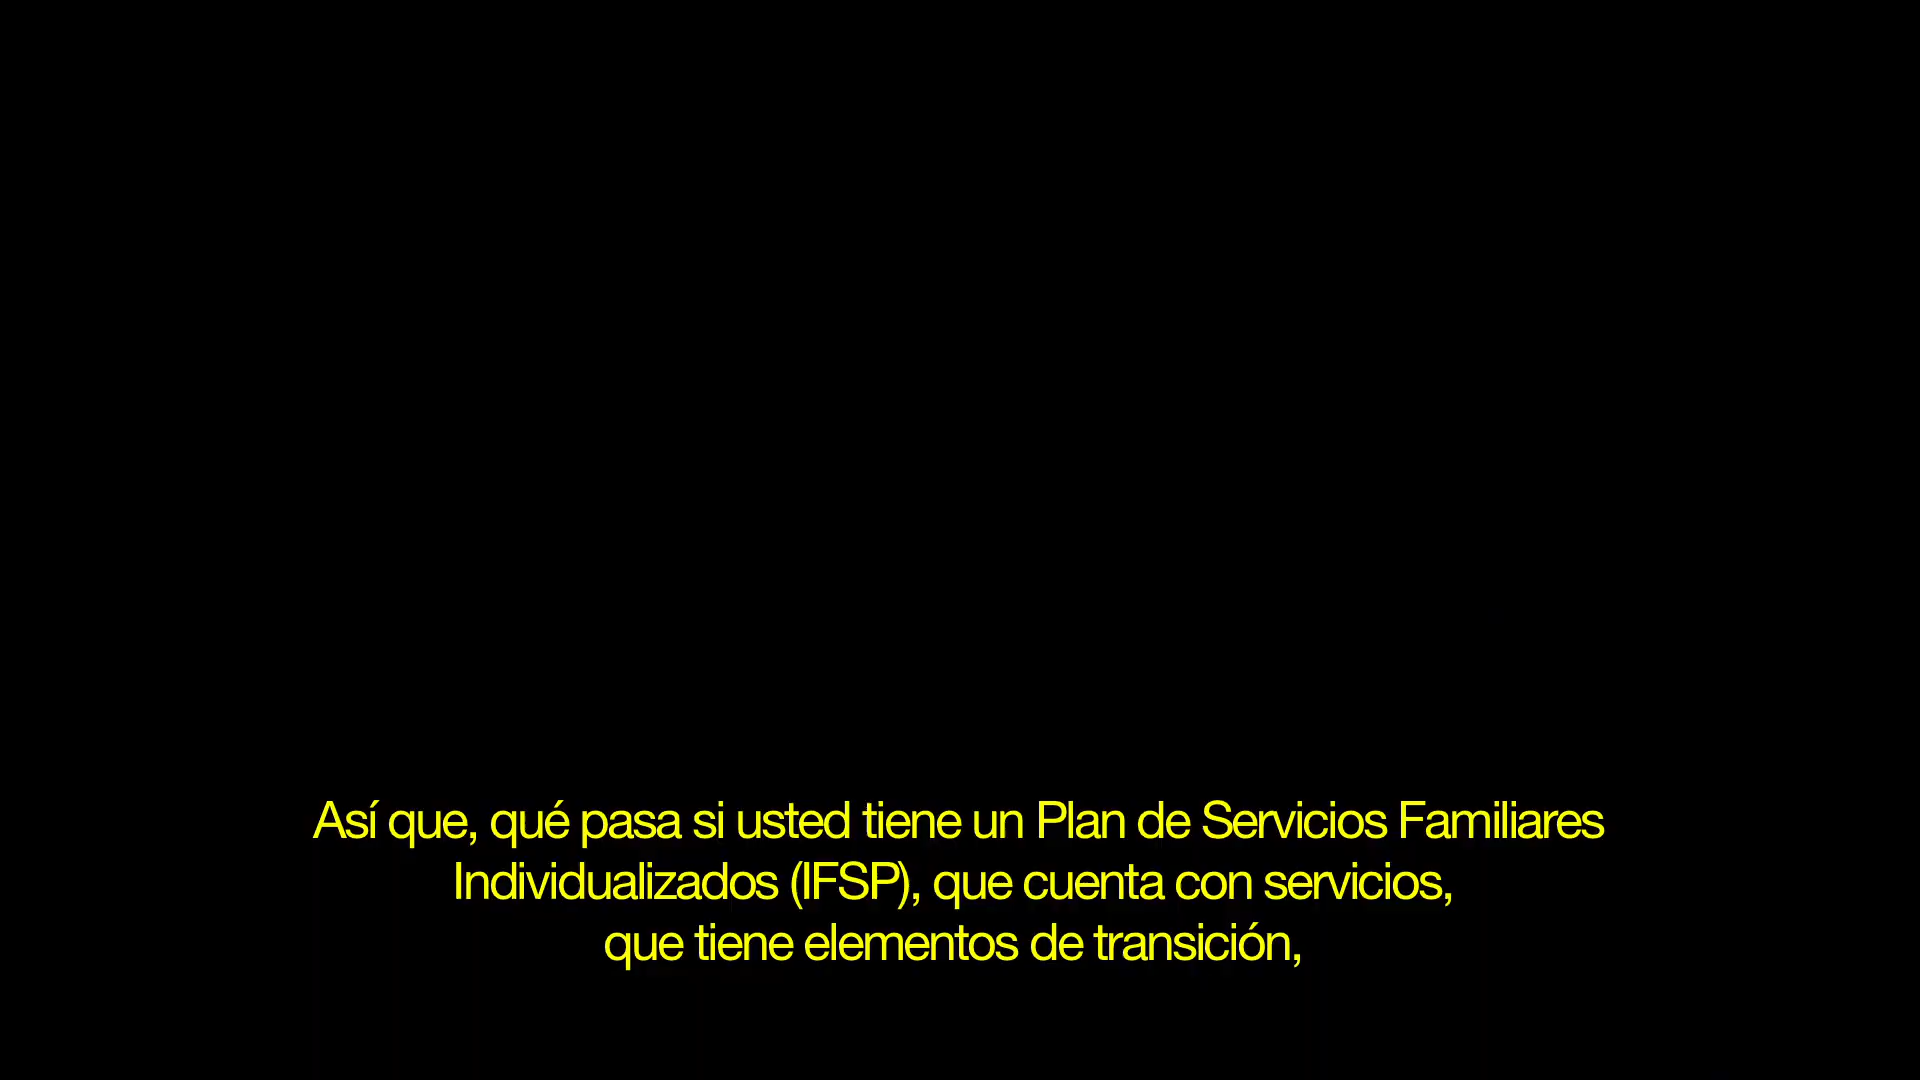 Así que, qué pasa si usted tiene un Plan de Servicios Familiares
Individualizados (IFSP), que cuenta con servicios,
que tiene elementos de transición,